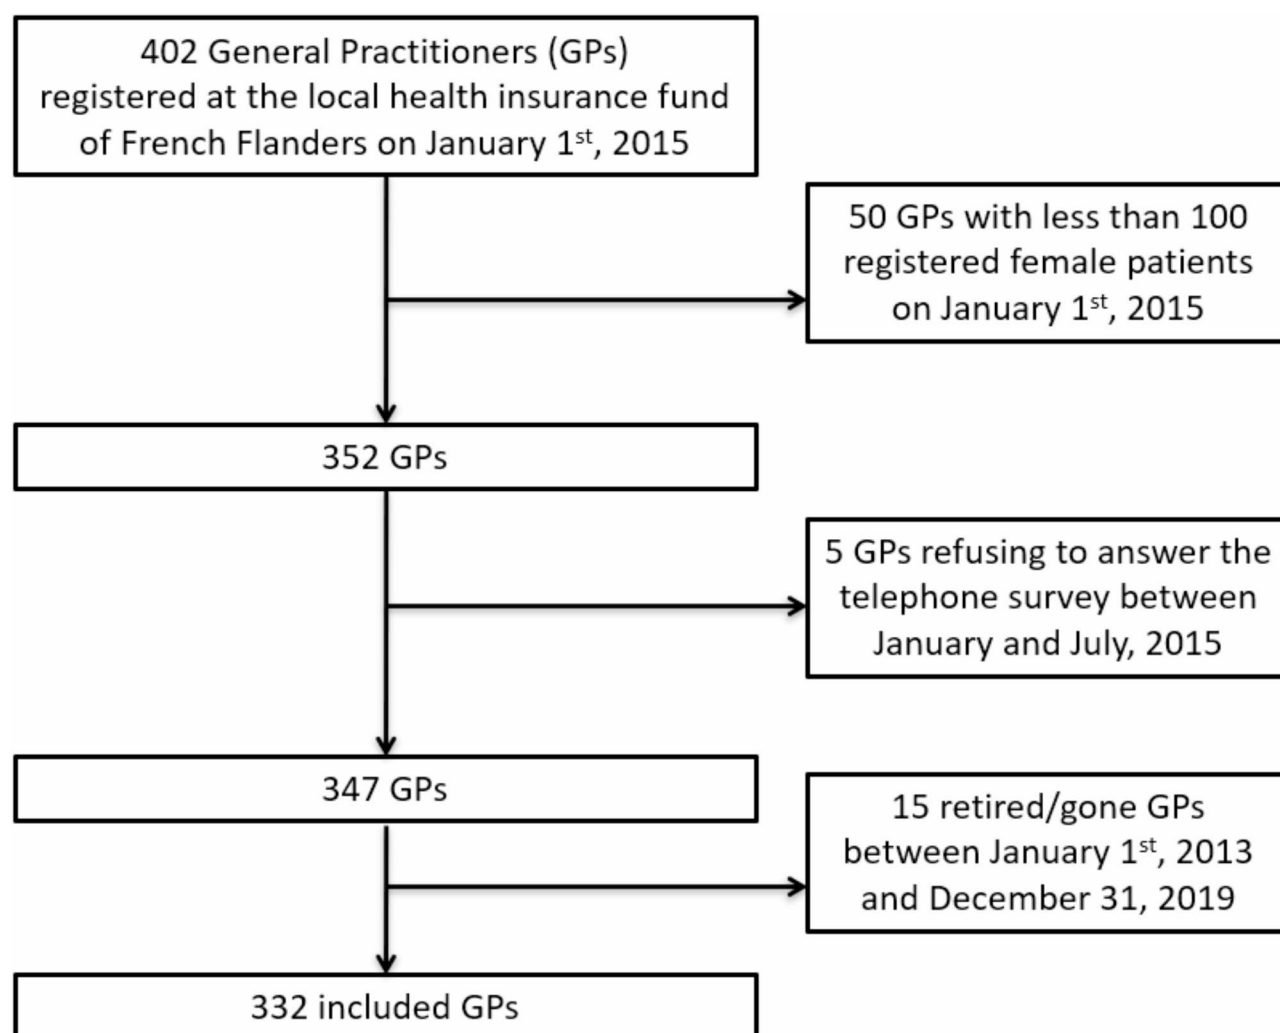 402 General Practitioners (GPs)
registered at the local health insurance fund
of French Flanders on January 1st, 2015
50 GPs with less than 100
registered female patients
on January 1st, 2015
352 GPs
5 GPs refusing to answer the
telephone survey between
January and July, 2015
347 GPs
15 retired/gone GPs
between January 1st, 2013
and December 31, 2019
332 included GPs